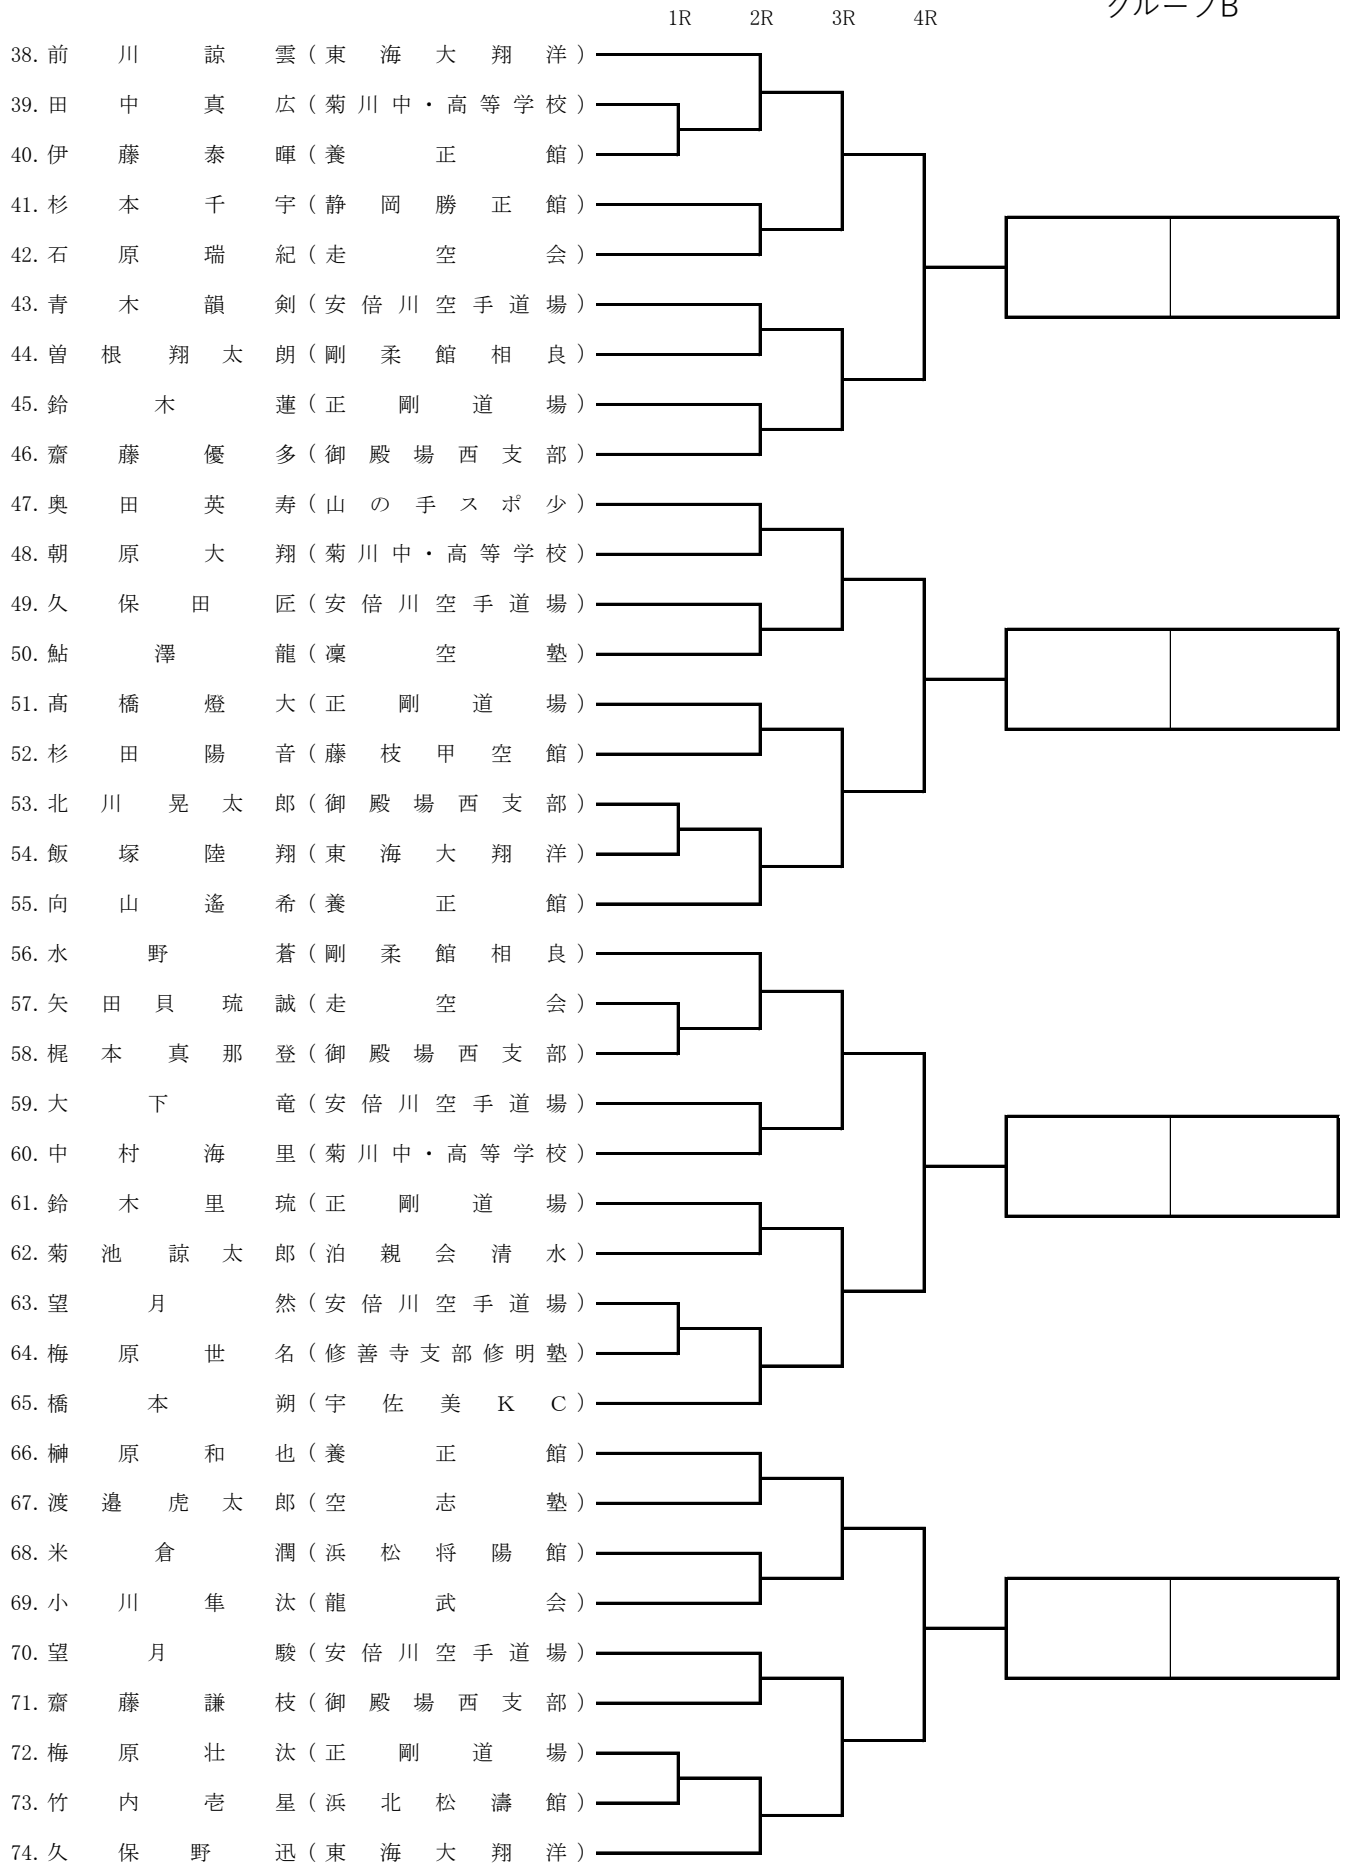 グループB
1R 2R 3R 4R
38. 前川諒雲(東海大翔洋)
39. 田中真広(菊川中・高等学校)
40. 伊藤泰暉(養正館)
41. 杉本千宇(静岡勝正館)
42. 石原瑞紀(走空会)
43. 青木韻剣(安倍川空手道場)
44. 曽根翔太朗(剛柔館相良)
45. 鈴木蓮(正剛道場)
46. 齋藤優多(御殿場西支部)
47. 奥田英寿(山の手スポ少)
48. 朝原大翔(菊川中・高等学校)
49. 久保田匠(安倍川空手道場)
50. 鮎澤龍(凜空塾)
51. 髙橋燈大(正剛道場)
52. 杉田陽音(藤枝甲空館)
53. 北川晃太郎(御殿場西支部)
54. 飯塚陸翔(東海大翔洋)
55. 向山遙希(養正館)
56. 水野蒼(剛柔館相良)
57. 矢田貝琉誠(走空会)
58. 梶本真那登(御殿場西支部)
59. 大下竜(安倍川空手道場)
60. 中村海里(菊川中・高等学校)
61. 鈴木里琉(正剛道場)
62. 菊池諒太郎(泊親会清水)
63. 望月然(安倍川空手道場)
64. 梅原世名(修善寺支部修明塾)
65. 橋本朔(宇佐美KC)
66. 榊原和也(養正館)
67. 渡邉虎太郎(空志塾)
68. 米倉潤(浜松将陽館)
69. 小川隼汰(龍武会)
70. 望月駿(安倍川空手道場)
71. 齋藤謙枝(御殿場西支部)
72. 梅原壮汰(正剛道場)
73. 竹内壱星(浜北松濤館)
74. 久保野迅(東海大翔洋)